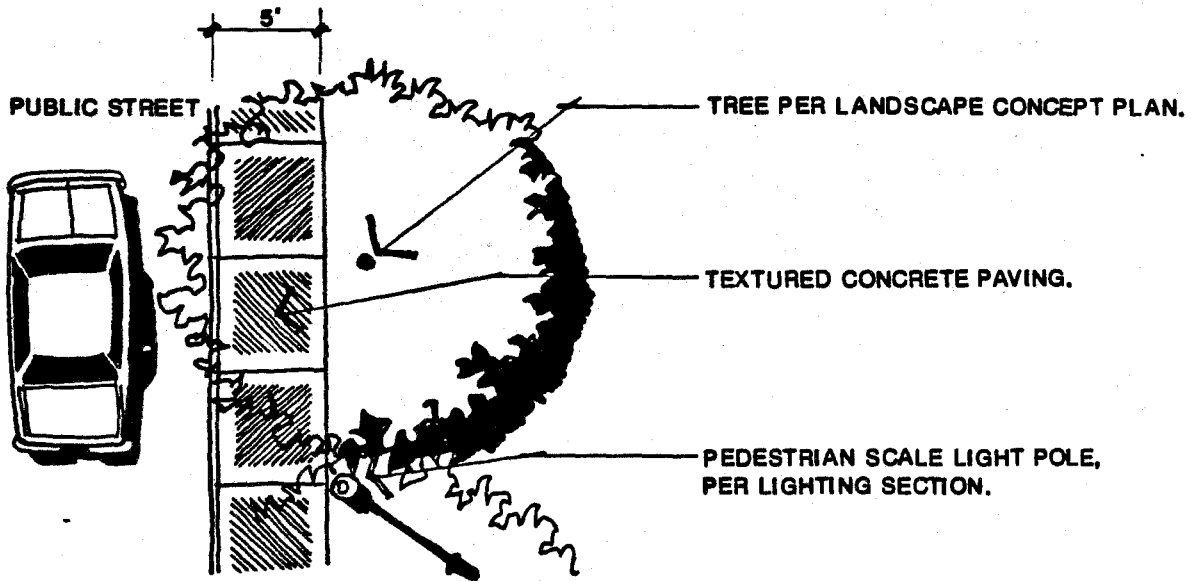 5'
PUBLIC STREET
TREE PER LANDSCAPE CONCEPT PLAN.
TEXTURED CONCRETE PAVING.
PEDESTRIAN SCALE LIGHT POLE,
PER LIGHTING SECTION.